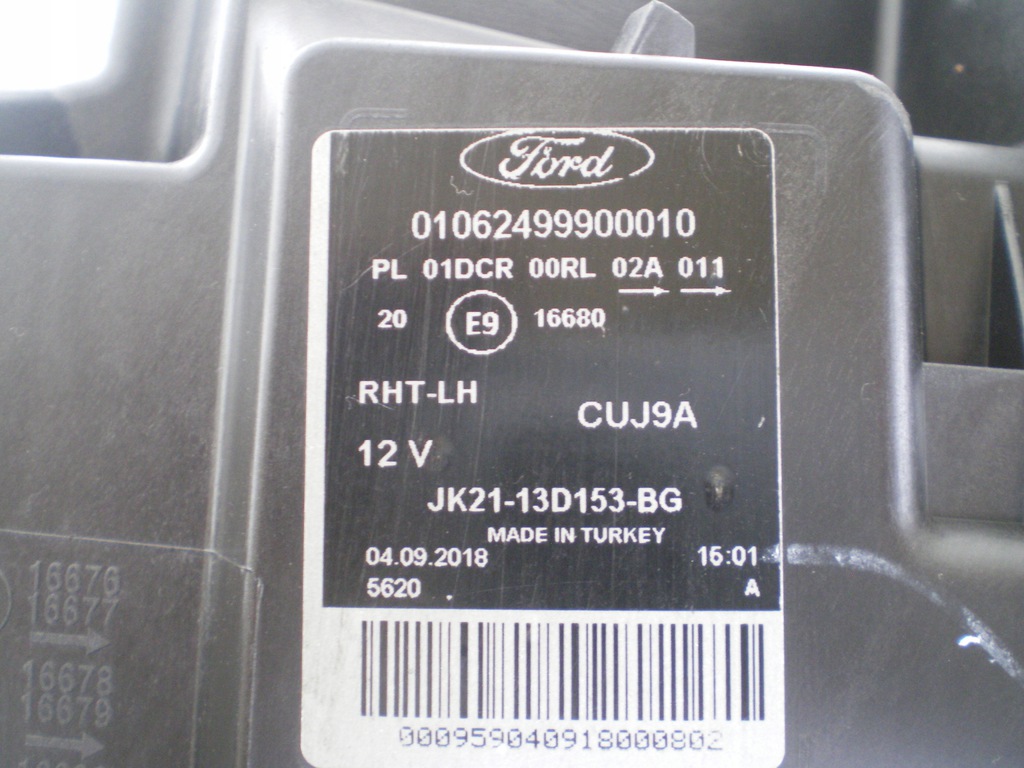 Ford
01062499900010
PL 01DCR 00RL 02A 011
20 E9 16680
RHT-LH
CUJ9A
12 V
JK21-13D153-BG
MADE IN TURKEY
04.09.2018 15:01
5620 A
000959040918000802
16676
16677
16678
16679